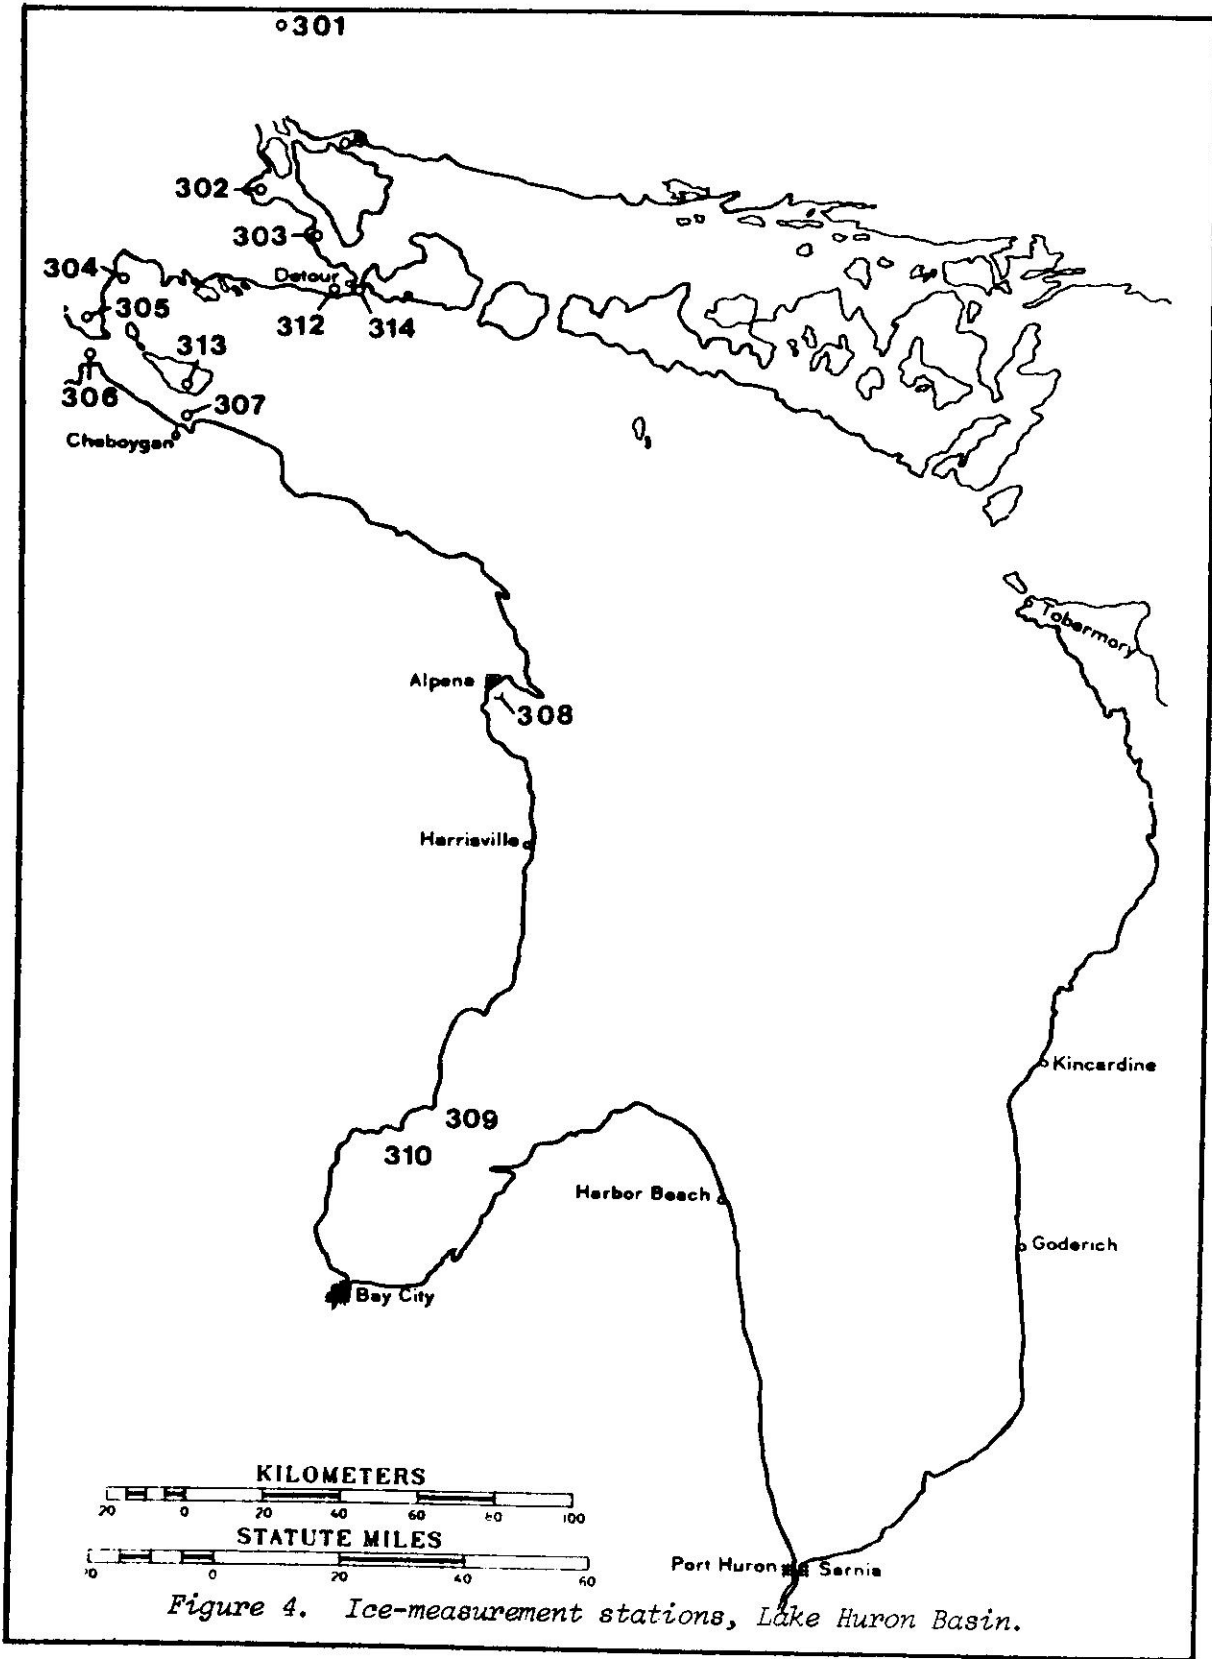 301
302
303
304
Detour
305
312
314
313
306
307
Cheboygan
Tobermory
Alpena
308
Harrisville
Kincardine
309
310
Harbor Beach
Goderich
Bay City
KILOMETERS
20 0 20 40 60 80 100
STATUTE MILES
20 0 20 40 60
Port Huron Sarnia
Figure 4. Ice-measurement stations, Lake Huron Basin.